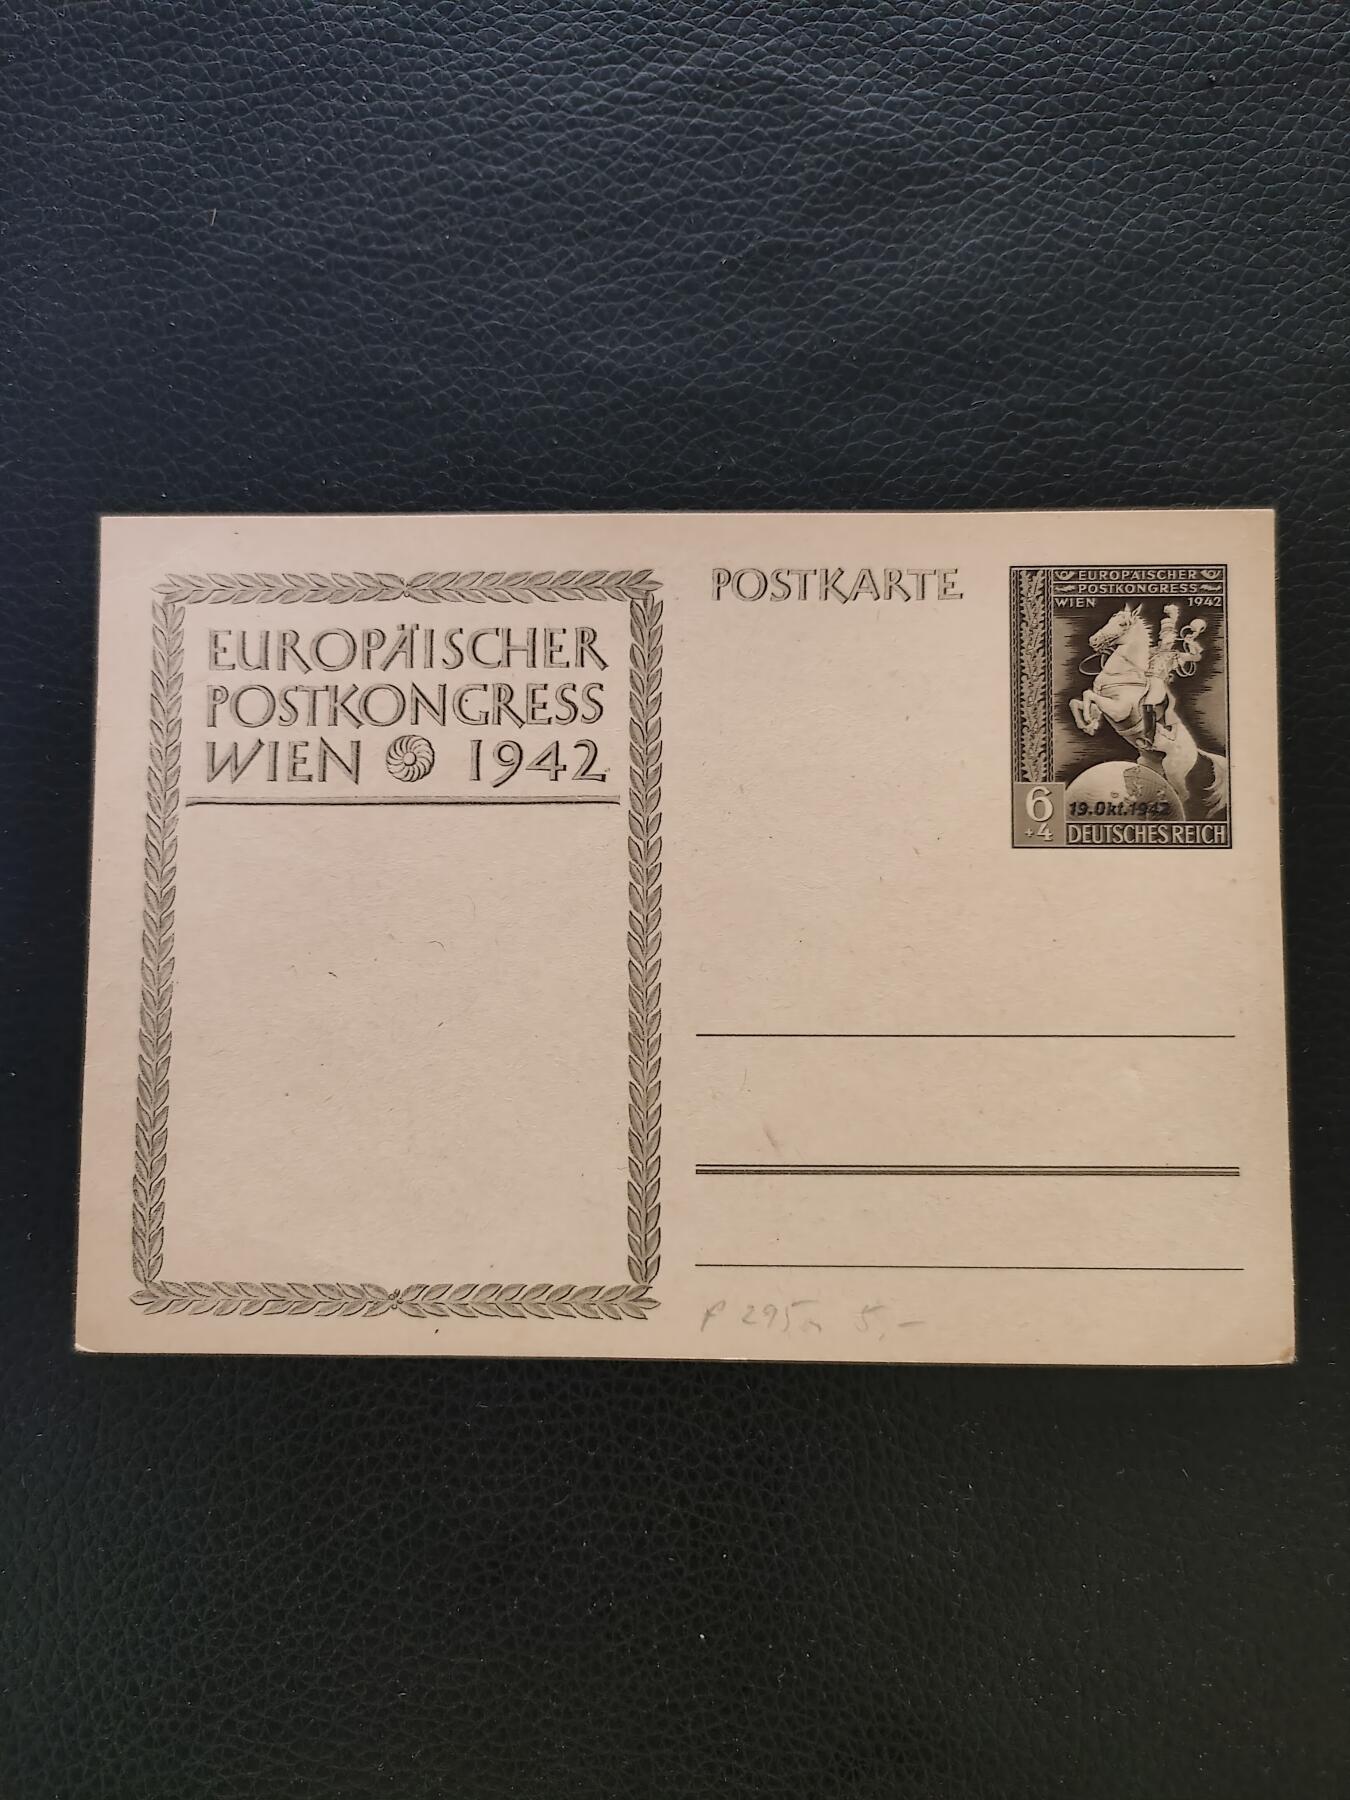 EUROPÄISCHER
POSTKONGRESS
WIEN 1942
POSTKARTE
EUROPÄISCHER
POSTKONGRESS
WIEN 1942
6
+4
19.Okt.1942
DEUTSCHES REICH
P 295 5,-